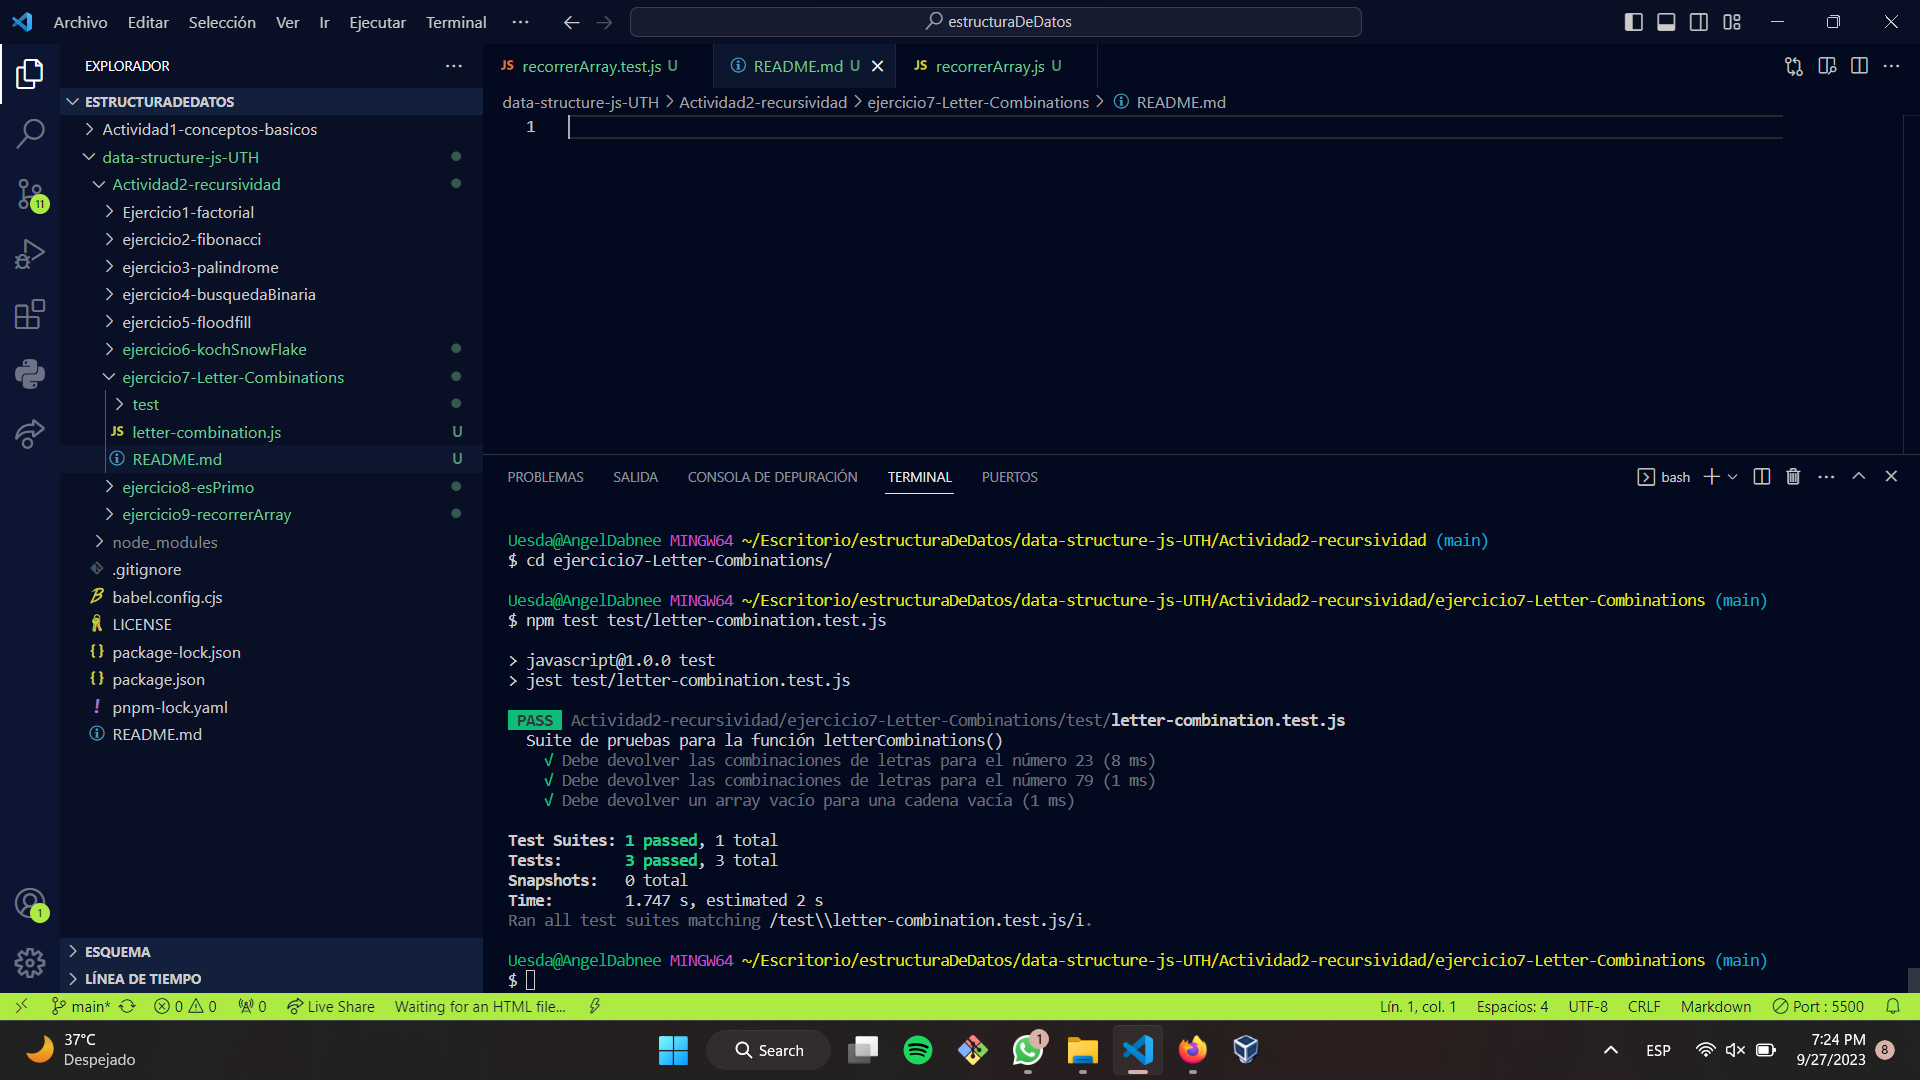 Archivo Editar Selección Ver Ir Ejecutar Terminal ··· estructuraDeDatos
EXPLORADOR
ESTRUCTURADEDATOS
Actividad1-conceptos-basicos
data-structure-js-UTH
Actividad2-recursividad
Ejercicio1-factorial
ejercicio2-fibonacci
ejercicio3-palindrome
ejercicio4-busquedaBinaria
ejercicio5-floodfill
ejercicio6-kochSnowFlake
ejercicio7-Letter-Combinations
test
JS letter-combination.js U
README.md U
ejercicio8-esPrimo
ejercicio9-recorrerArray
node_modules
.gitignore
babel.config.cjs
LICENSE
package-lock.json
package.json
pnpm-lock.yaml
README.md
ESQUEMA
LÍNEA DE TIEMPO
11
1
JS recorrerArray.test.js U README.md U JS recorrerArray.js U
data-structure-js-UTH > Actividad2-recursividad > ejercicio7-Letter-Combinations > README.md
1
PROBLEMAS SALIDA CONSOLA DE DEPURACIÓN TERMINAL PUERTOS bash
Uesda@AngelDabnee MINGW64 ~/Escritorio/estructuraDeDatos/data-structure-js-UTH/Actividad2-recursividad (main)
$ cd ejercicio7-Letter-Combinations/
Uesda@AngelDabnee MINGW64 ~/Escritorio/estructuraDeDatos/data-structure-js-UTH/Actividad2-recursividad/ejercicio7-Letter-Combinations (main)
$ npm test test/letter-combination.test.js
> javascript@1.0.0 test
> jest test/letter-combination.test.js
PASS Actividad2-recursividad/ejercicio7-Letter-Combinations/test/letter-combination.test.js
Suite de pruebas para la función letterCombinations()
√ Debe devolver las combinaciones de letras para el número 23 (8 ms)
√ Debe devolver las combinaciones de letras para el número 79 (1 ms)
√ Debe devolver un array vacío para una cadena vacía (1 ms)
Test Suites: 1 passed, 1 total
Tests: 3 passed, 3 total
Snapshots: 0 total
Time: 1.747 s, estimated 2 s
Ran all test suites matching /test\\letter-combination.test.js/i.
Uesda@AngelDabnee MINGW64 ~/Escritorio/estructuraDeDatos/data-structure-js-UTH/Actividad2-recursividad/ejercicio7-Letter-Combinations (main)
$
main* 0 0 0 Live Share Waiting for an HTML file... Lín. 1, col. 1 Espacios: 4 UTF-8 CRLF Markdown Port : 5500
37°C
Despejado
Search
1
ESP
7:24 PM
9/27/2023
8